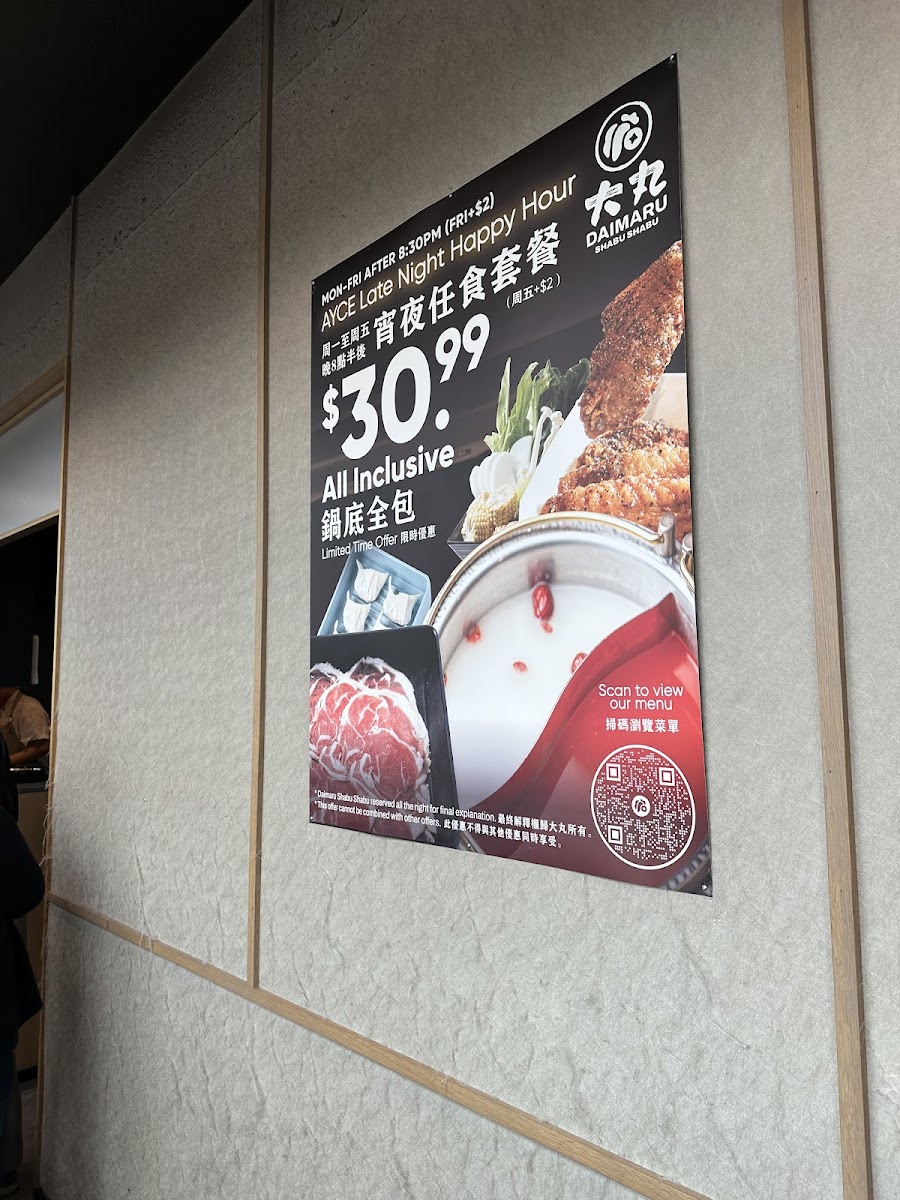 大丸
DAIMARU
SHABU SHABU
MON-FRI AFTER 8:30PM (FRI+$2)
AYCE Late Night Happy Hour
周一至周五
晚8點半後
宵夜任食套餐
（周五+$2）
$30.99
All Inclusive
鍋底全包
Limited Time Offer 限時優惠
Scan to view
our menu
掃碼瀏覽菜單
*Daimaru Shabu Shabu reserved all the right for final explanation. 最終解釋權歸大丸所有。
*This offer cannot be combined with other offers. 此優惠不得與其他優惠同時享受。